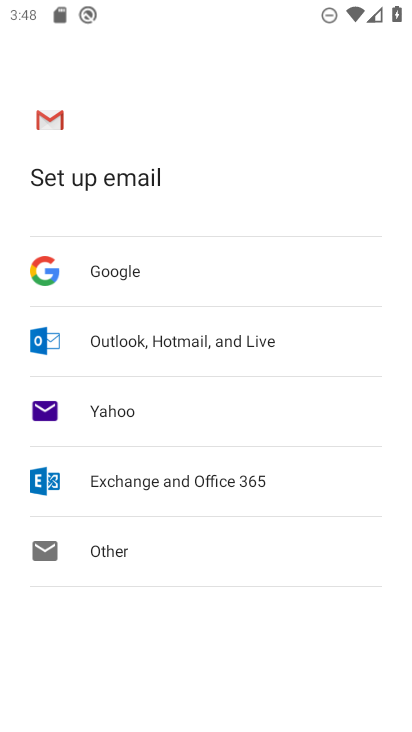 3:48
Set up email
Google
Outlook, Hotmail, and Live
Yahoo
Exchange and Office 365
Other